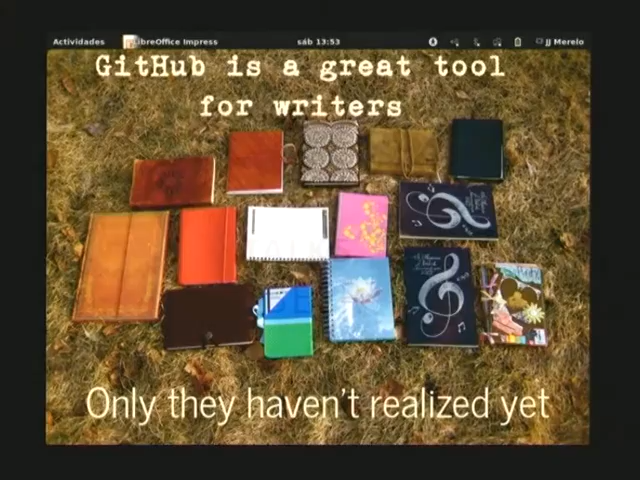 Actividades LibreOffice Impress sáb 13:53 JJ Merelo
GitHub is a great tool
for writers
Only they haven't realized yet